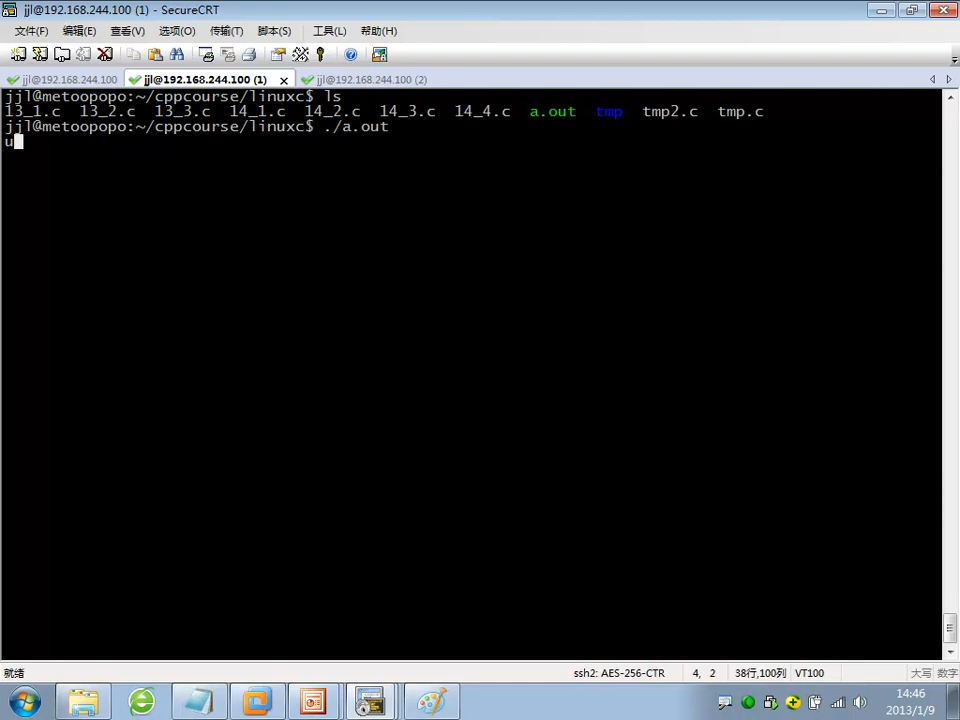 jjl@192.168.244.100 (1) - SecureCRT
文件(F) 编辑(E) 查看(V) 选项(O) 传输(T) 脚本(S) 工具(L) 帮助(H)
jjl@192.168.244.100 jjl@192.168.244.100 (1) jjl@192.168.244.100 (2)
jjl@metoopopo:~/cppcourse/linuxc$ ls
13_1.c 13_2.c 13_3.c 14_1.c 14_2.c 14_3.c 14_4.c a.out tmp tmp2.c tmp.c
jjl@metoopopo:~/cppcourse/linuxc$ ./a.out
u
就绪 ssh2: AES-256-CTR 4, 2 38行,100列 VT100 大写 数字
14:46
2013/1/9